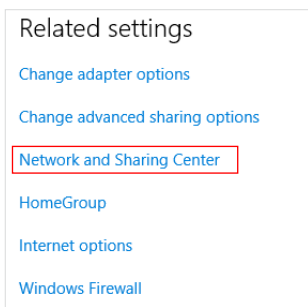 Related settings
Change adapter options
Change advanced sharing options
Network and Sharing Center
HomeGroup
Internet options
Windows Firewall